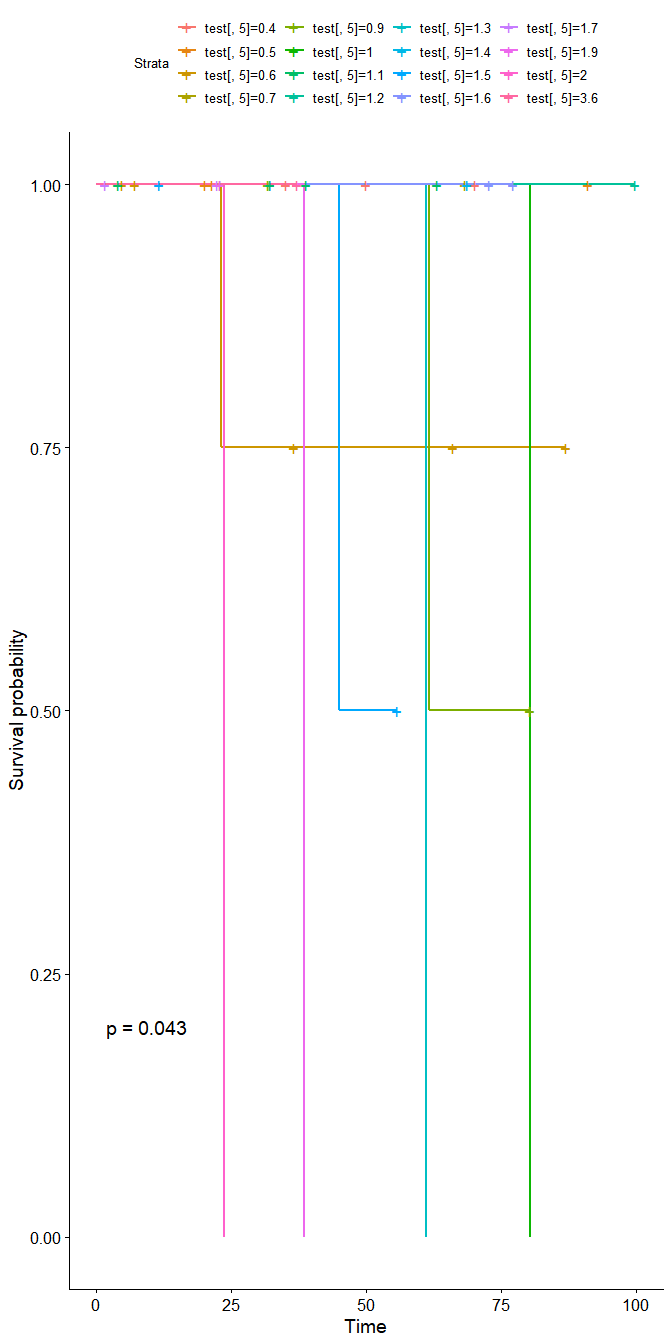 test[, 5]=0.4 test[, 5]=0.9 test[, 5]=1.3 test[, 5]=1.7
test[, 5]=0.5 test[, 5]=1 test[, 5]=1.4 test[, 5]=1.9
Strata
test[, 5]=0.6 test[, 5]=1.1 test[, 5]=1.5 test[, 5]=2
test[, 5]=0.7 test[, 5]=1.2 test[, 5]=1.6 test[, 5]=3.6
1.00
0.75
0.50
0.25
0.00
Survival probability
p = 0.043
0 25 50 75 100
Time